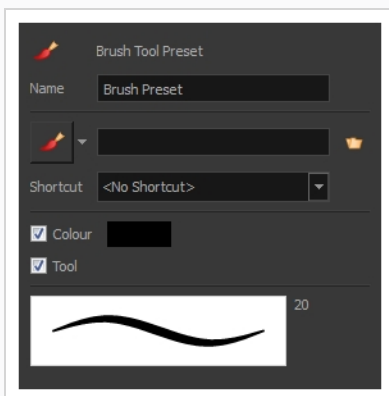 Brush Tool Preset
Name Brush Preset
Shortcut <No Shortcut>
Colour
Tool
20